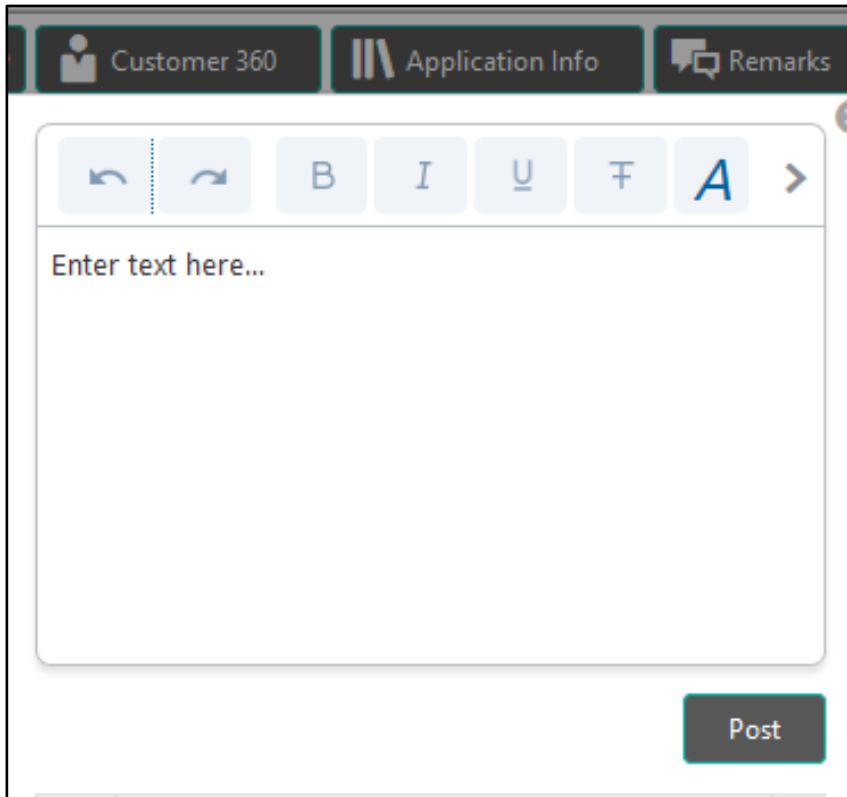 Customer 360
Application Info
Remarks
B I U T A
Enter text here...
Post